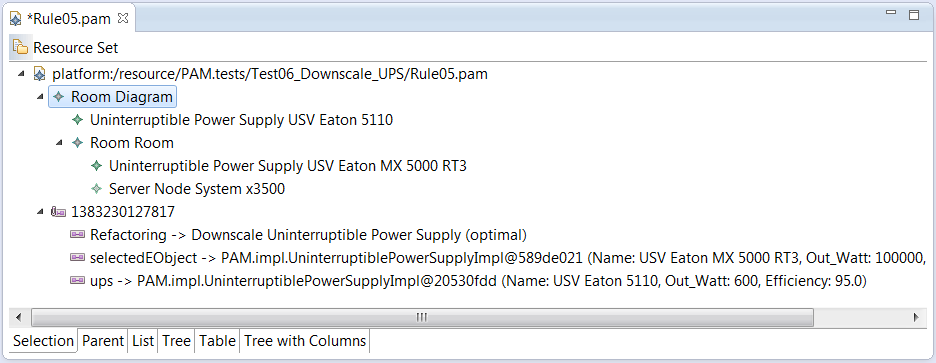 *Rule05.pam
Resource Set
platform:/resource/PAM.tests/Test06_Downscale_UPS/Rule05.pam
Room Diagram
Uninterruptible Power Supply USV Eaton 5110
Room Room
Uninterruptible Power Supply USV Eaton MX 5000 RT3
Server Node System x3500
1383230127817
Refactoring -> Downscale Uninterruptible Power Supply (optimal)
selectedEObject -> PAM.impl.UninterruptiblePowerSupplyImpl@589de021 (Name: USV Eaton MX 5000 RT3, Out_Watt: 100000,
ups -> PAM.impl.UninterruptiblePowerSupplyImpl@20530fdd (Name: USV Eaton 5110, Out_Watt: 600, Efficiency: 95.0)
Selection Parent List Tree Table Tree with Columns